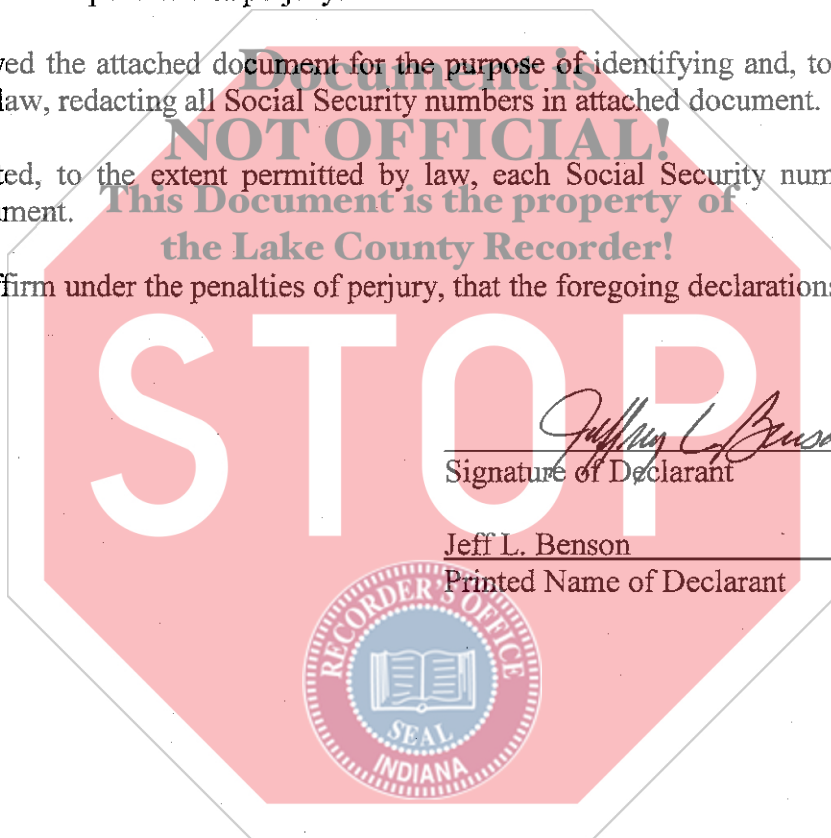 Document is
ved the attached document for the purpose of identifying and, to
law, redacting all Social Security numbers in attached document.
NOT OFFICIAL!
ted, to the extent permitted by law, each Social Security num
ment.
This Document is the property of
the Lake County Recorder!
ffirm under the penalties of perjury, that the foregoing declarations
STOP
Jeffrey L. Benso
Signature of Declarant
Jeff L. Benson
Printed Name of Declarant
RECORDER'S OFFICE
SEAL
INDIANA